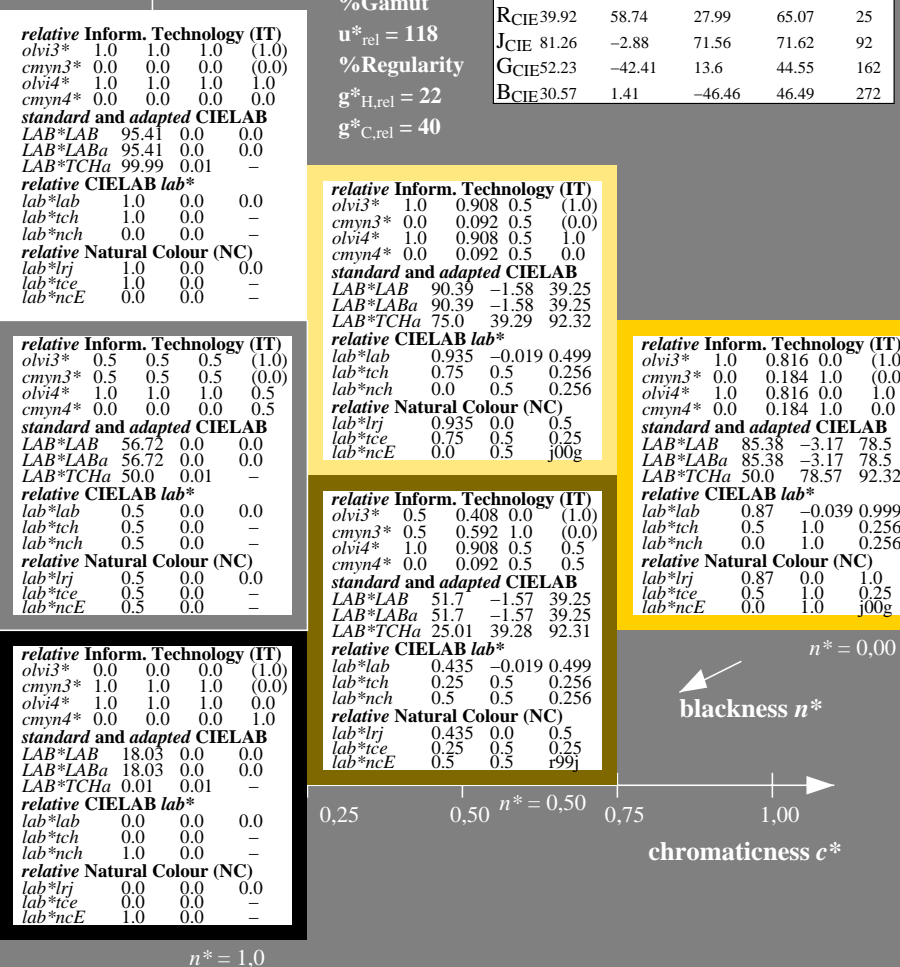 %Gamut
u*rel = 118
%Regularity
g*H,rel = 22
g*C,rel = 40
RCIE 39.92 58.74 27.99 65.07 25
JCIE 81.26 −2.88 71.56 71.62 92
GCIE 52.23 −42.41 13.6 44.55 162
BCIE 30.57 1.41 −46.46 46.49 272
relative Inform. Technology (IT)
olvi3* 1.0 1.0 1.0 (1.0)
cmyn3* 0.0 0.0 0.0 (0.0)
olvi4* 1.0 1.0 1.0 1.0
cmyn4* 0.0 0.0 0.0 0.0
standard and adapted CIELAB
LAB*LAB 95.41 0.0 0.0
LAB*LABa 95.41 0.0 0.0
LAB*TCHa 99.99 0.01 –
relative CIELAB lab*
lab*lab 1.0 0.0 0.0
lab*tch 1.0 0.0 –
lab*nch 0.0 0.0 –
relative Natural Colour (NC)
lab*lrj 1.0 0.0 0.0
lab*tce 1.0 0.0 –
lab*ncE 0.0 0.0 –
relative Inform. Technology (IT)
olvi3* 1.0 0.908 0.5 (1.0)
cmyn3* 0.0 0.092 0.5 (0.0)
olvi4* 1.0 0.908 0.5 1.0
cmyn4* 0.0 0.092 0.5 0.0
standard and adapted CIELAB
LAB*LAB 90.39 −1.58 39.25
LAB*LABa 90.39 −1.58 39.25
LAB*TCHa 75.0 39.29 92.32
relative CIELAB lab*
lab*lab 0.935 −0.019 0.499
lab*tch 0.75 0.5 0.256
lab*nch 0.0 0.5 0.256
relative Natural Colour (NC)
lab*lrj 0.935 0.0 0.5
lab*tce 0.75 0.5 0.25
lab*ncE 0.0 0.5 j00g
relative Inform. Technology (IT)
olvi3* 0.5 0.5 0.5 (1.0)
cmyn3* 0.5 0.5 0.5 (0.0)
olvi4* 1.0 1.0 1.0 0.5
cmyn4* 0.0 0.0 0.0 0.5
standard and adapted CIELAB
LAB*LAB 56.72 0.0 0.0
LAB*LABa 56.72 0.0 0.0
LAB*TCHa 50.0 0.01 –
relative CIELAB lab*
lab*lab 0.5 0.0 0.0
lab*tch 0.5 0.0 –
lab*nch 0.5 0.0 –
relative Natural Colour (NC)
lab*lrj 0.5 0.0 0.0
lab*tce 0.5 0.0 –
lab*ncE 0.5 0.0 –
relative Inform. Technology (IT)
olvi3* 1.0 0.816 0.0 (1.0
cmyn3* 0.0 0.184 1.0 (0.0
olvi4* 1.0 0.816 0.0 1.0
cmyn4* 0.0 0.184 1.0 0.0
standard and adapted CIELAB
LAB*LAB 85.38 −3.17 78.5
LAB*LABa 85.38 −3.17 78.5
LAB*TCHa 50.0 78.57 92.32
relative CIELAB lab*
lab*lab 0.87 −0.039 0.999
lab*tch 0.5 1.0 0.256
lab*nch 0.0 1.0 0.256
relative Natural Colour (NC)
lab*lrj 0.87 0.0 1.0
lab*tce 0.5 1.0 0.25
lab*ncE 0.0 1.0 j00g
relative Inform. Technology (IT)
olvi3* 0.5 0.408 0.0 (1.0)
cmyn3* 0.5 0.592 1.0 (0.0)
olvi4* 1.0 0.908 0.5 0.5
cmyn4* 0.0 0.092 0.5 0.5
standard and adapted CIELAB
LAB*LAB 51.7 −1.57 39.25
LAB*LABa 51.7 −1.57 39.25
LAB*TCHa 25.01 39.28 92.31
relative CIELAB lab*
lab*lab 0.435 −0.019 0.499
lab*tch 0.25 0.5 0.256
lab*nch 0.5 0.5 0.256
relative Natural Colour (NC)
lab*lrj 0.435 0.0 0.5
lab*tce 0.25 0.5 0.25
lab*ncE 0.5 0.5 r99j
relative Inform. Technology (IT)
olvi3* 0.0 0.0 0.0 (1.0)
cmyn3* 1.0 1.0 1.0 (0.0)
olvi4* 1.0 1.0 1.0 0.0
cmyn4* 0.0 0.0 0.0 1.0
standard and adapted CIELAB
LAB*LAB 18.03 0.0 0.0
LAB*LABa 18.03 0.0 0.0
LAB*TCHa 0.01 0.01 –
relative CIELAB lab*
lab*lab 0.0 0.0 0.0
lab*tch 0.0 0.0 –
lab*nch 1.0 0.0 –
relative Natural Colour (NC)
lab*lrj 0.0 0.0 0.0
lab*tce 0.0 0.0 –
lab*ncE 1.0 0.0 –
n* = 0,00
blackness n*
n* = 0,50
0,25 0,50 0,75 1,00
chromaticness c*
n* = 1,0